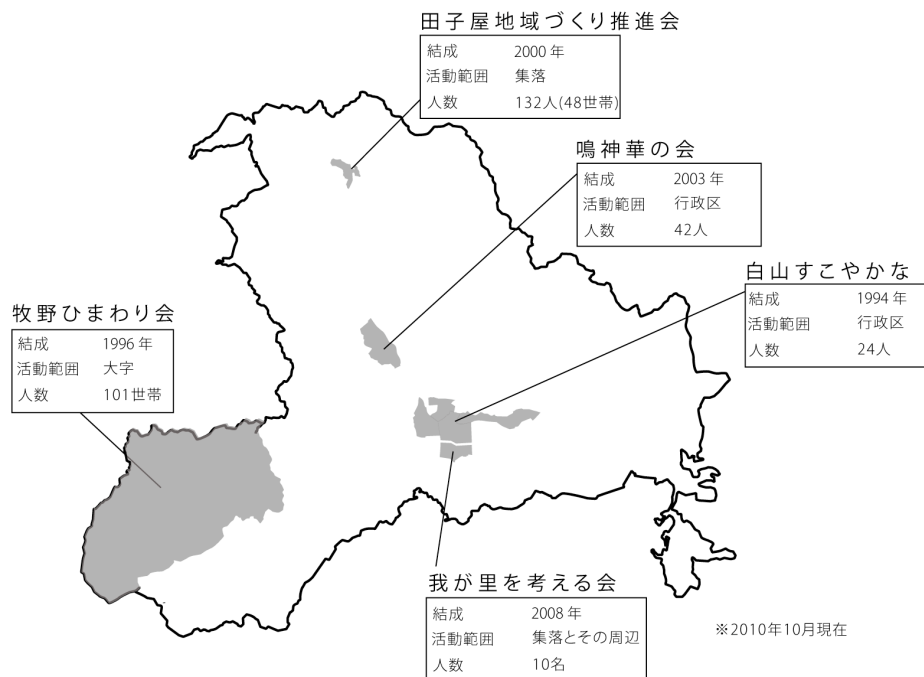 田子屋地域づくり推進会
結成 2000年
活動範囲 集落
人数 132人(48世帯)
鳴神華の会
結成 2003年
活動範囲 行政区
人数 42人
白山すこやかな
結成 1994年
活動範囲 行政区
人数 24人
牧野ひまわり会
結成 1996年
活動範囲 大字
人数 101世帯
我が里を考える会
結成 2008年
活動範囲 集落とその周辺
人数 10名
※2010年10月現在